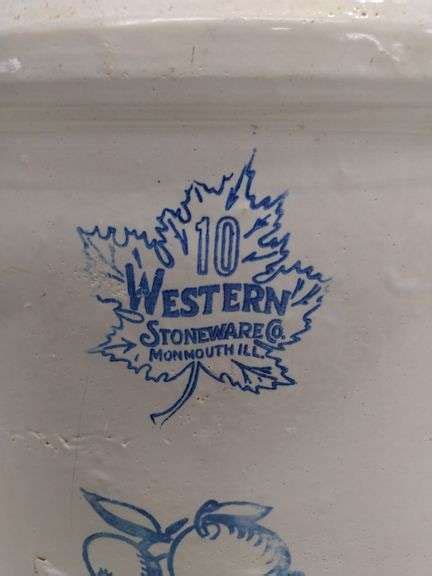 10
WESTERN
STONEWARE CO.
MONMOUTH ILL.